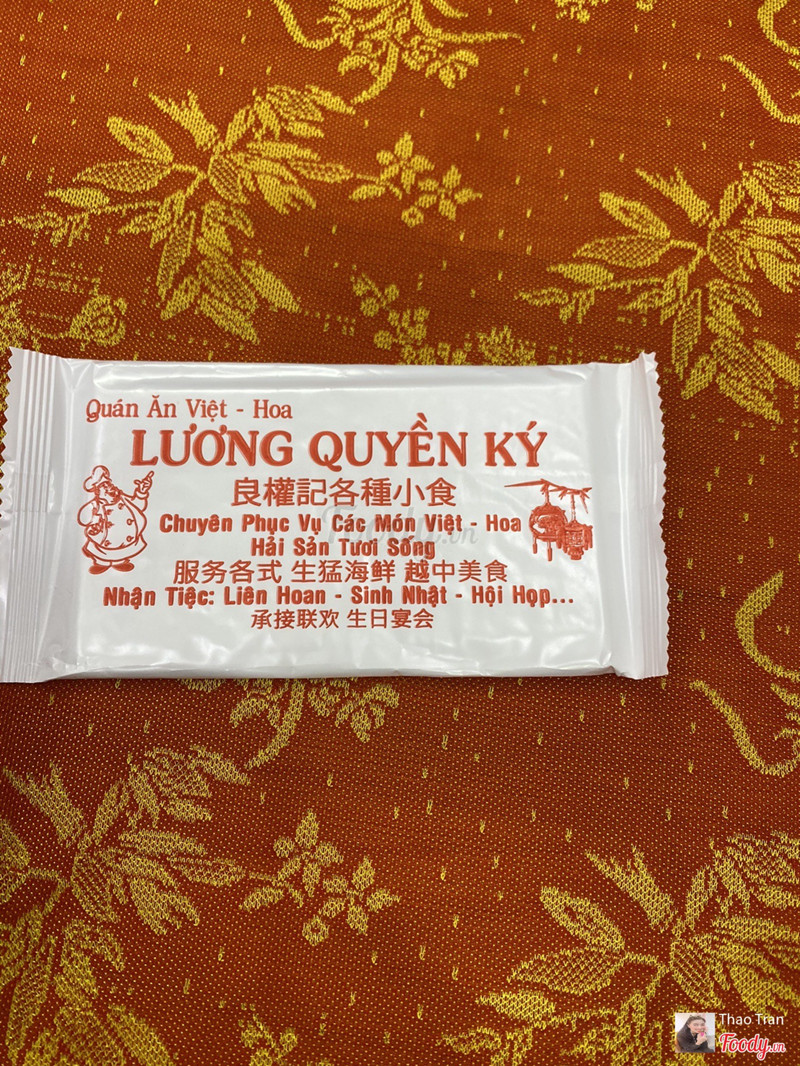 Quán Ăn Việt - Hoa
LƯƠNG QUYỀN KÝ
良權記各種小食
Chuyên Phục Vụ Các Món Việt - Hoa
Hải Sản Tươi Sống
服务各式 生猛海鲜 越中美食
Nhận Tiệc: Liên Hoan - Sinh Nhật - Hội Họp...
承接联欢 生日宴会
Foody.vn
Thao Tran
Foody.vn